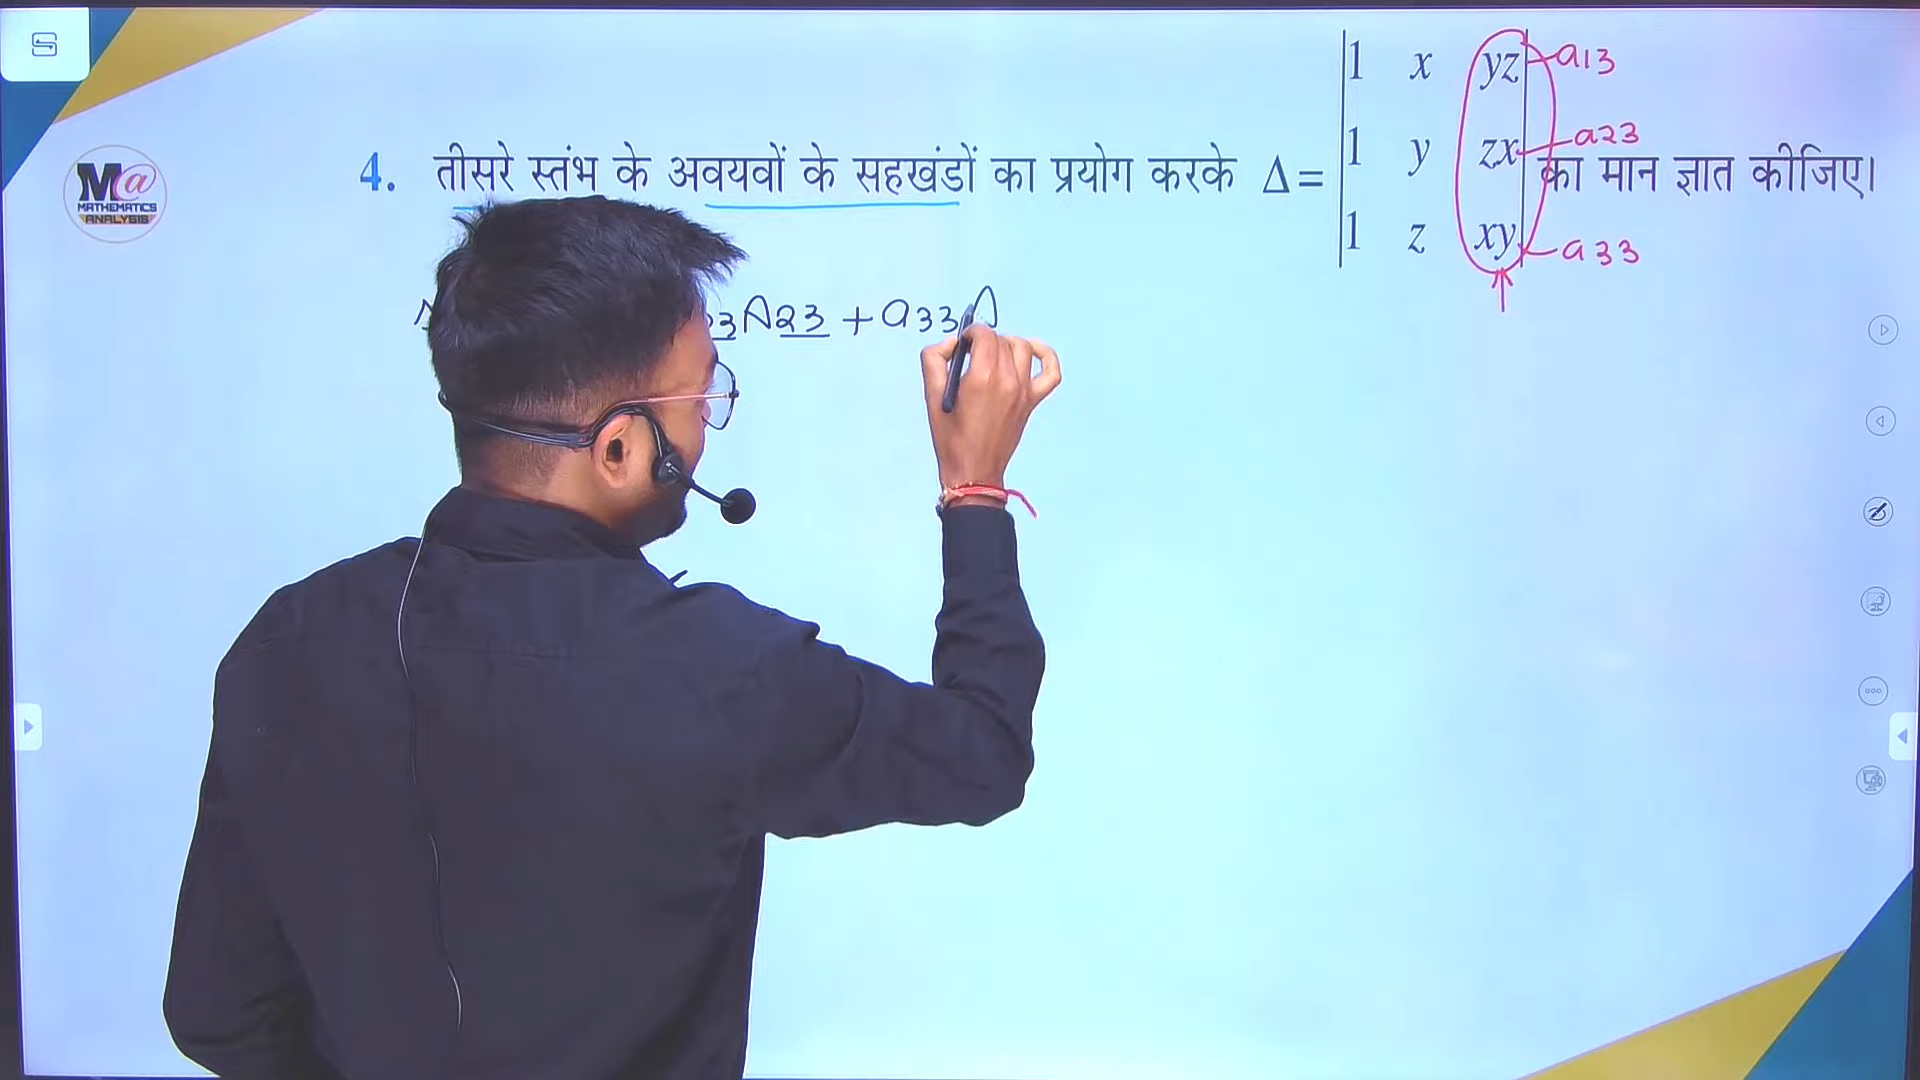 1 x yz a13
1 y zx a23
1 z xy a33
4. तीसरे स्तंभ के अवयवों के सहखंडों का प्रयोग करके Δ = का मान ज्ञात कीजिए।
M@
MATHEMATICS
ANALYSIS
3 A23 + a33 A